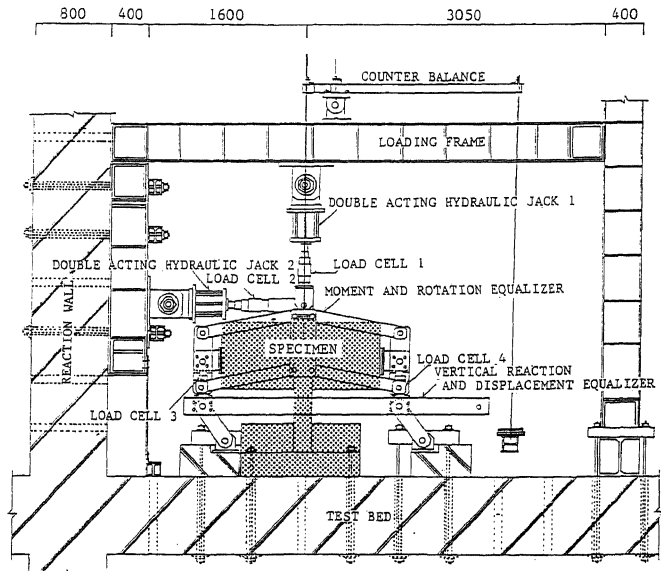 800 400 1600 3050 400
COUNTER BALANCE
LOADING FRAME
DOUBLE ACTING HYDRAULIC JACK 1
LOAD CELL 1
DOUBLE ACTING HYDRAULIC JACK 2
LOAD CELL 2
MOMENT AND ROTATION EQUALIZER
REACTION WALL
SPECIMEN
LOAD CELL 4
VERTICAL REACTION
AND DISPLACEMENT EQUALIZER
LOAD CELL 3
TEST BED